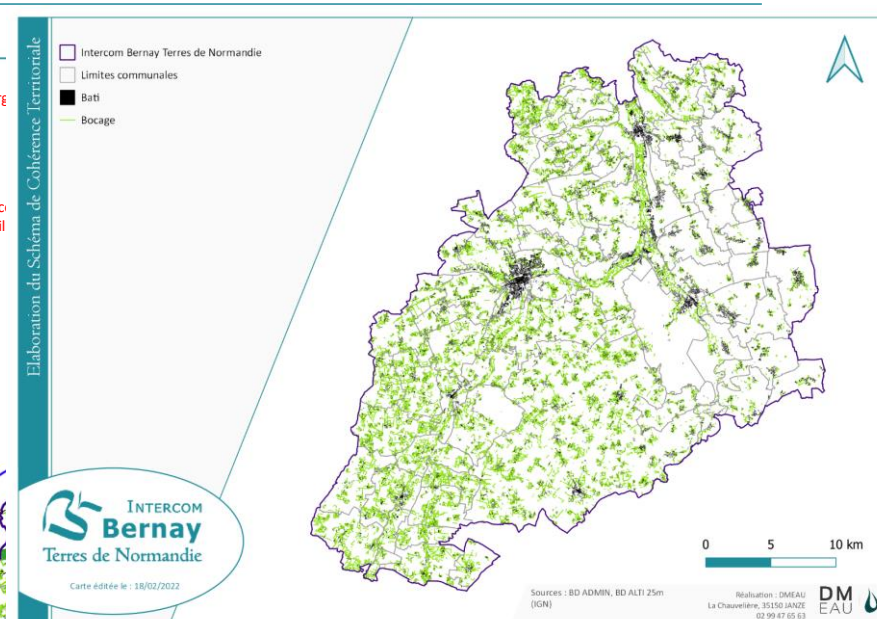 Elaboration du Schéma de Cohérence Territoriale
Intercom Bernay Terres de Normandie
Limites communales
Bati
Bocage
INTERCOM
Bernay
Terres de Normandie
Carte éditée le : 18/02/2022
0 5 10 km
Sources : BD ADMIN, BD ALTI 25m
(IGN)
Réalisation : DMEAU
La Chauvelière, 35150 JANZE
02 99 47 65 63
DM
EAU